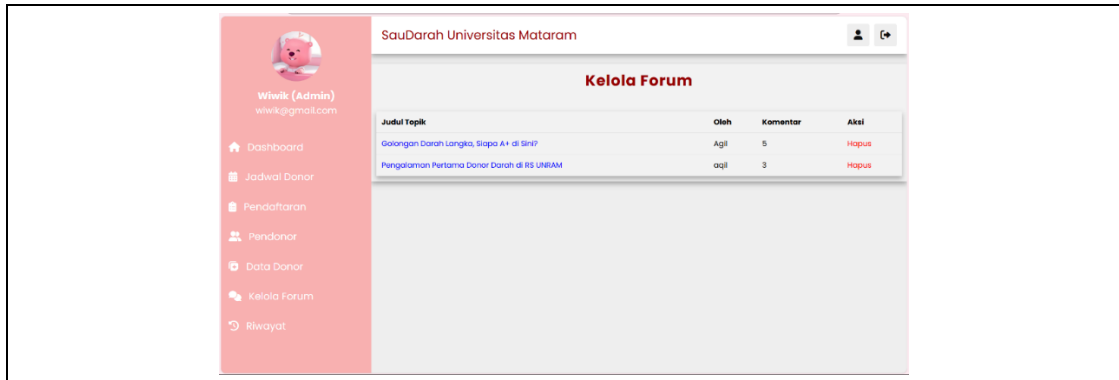 Wiwik (Admin)
wiwik@gmail.com
Dashboard
Jadwal Donor
Pendaftaran
Pendonor
Data Donor
Kelola Forum
Riwayat
SauDarah Universitas Mataram
Kelola Forum
Judul Topik Oleh Komentar Aksi
Golongan Darah Langka, Siapa A+ di Sini? Agil 5 Hapus
Pengalaman Pertama Donor Darah di RS UNRAM aqil 3 Hapus